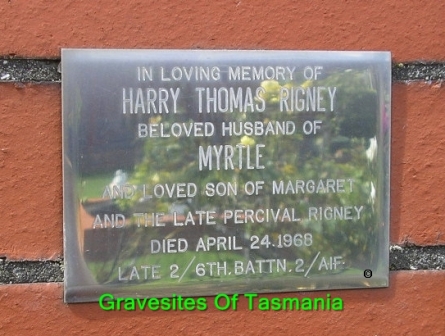 IN LOVING MEMORY OF
HARRY THOMAS RIGNEY
BELOVED HUSBAND OF
MYRTLE
AND LOVED SON OF MARGARET
AND THE LATE PERCIVAL RIGNEY
DIED APRIL 24.1968
LATE 2/6TH.BATTN.2/AIF.
Gravesites Of Tasmania